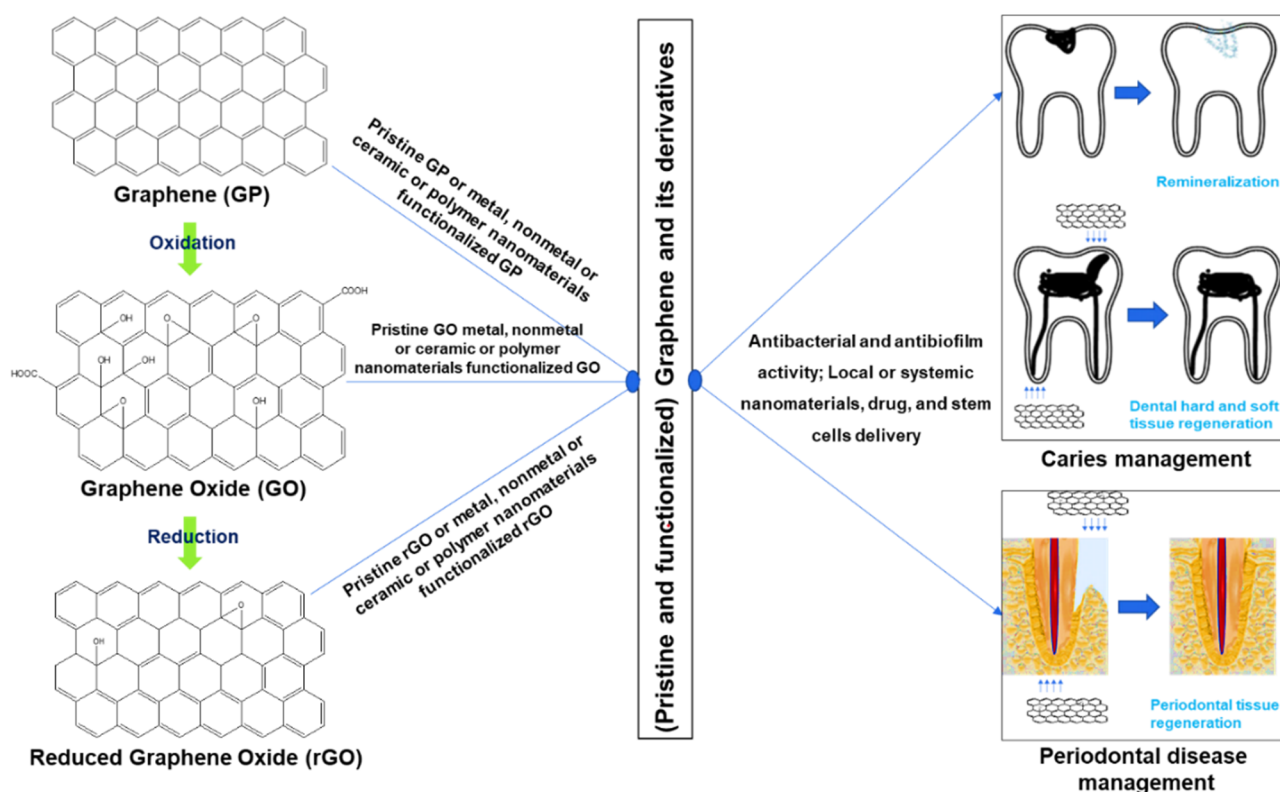 Graphene (GP)
Oxidation
COOH
OH
O
O
HOOC
OH
OH
O
OH
Graphene Oxide (GO)
Reduction
O
OH
Reduced Graphene Oxide (rGO)
Pristine GP or metal, nonmetal or
ceramic or polymer nanomaterials
functionalized GP
Pristine GO metal, nonmetal
or ceramic or polymer
nanomaterials functionalized GO
Pristine rGO or metal, nonmetal or
ceramic or polymer nanomaterials
functionalized rGO
(Pristine and functionalized) Graphene and its derivatives
Antibacterial and antibiofilm
activity; Local or systemic
nanomaterials, drug, and stem
cells delivery
Remineralization
Dental hard and soft
tissue regeneration
Caries management
Periodontal tissue
regeneration
Periodontal disease
management